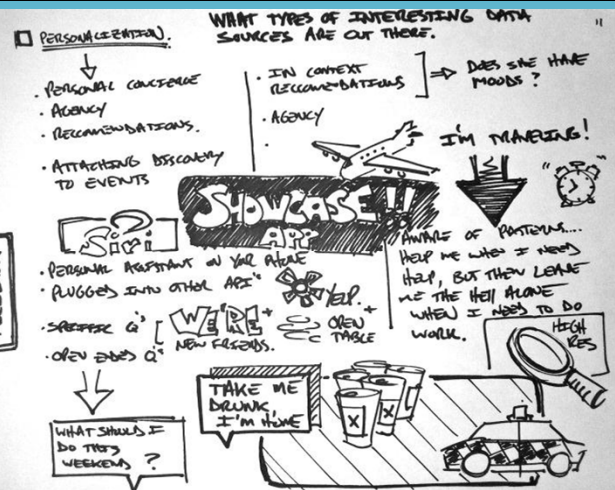 WHAT TYPES OF INTERESTING DATA
SOURCES ARE OUT THERE.
PERSONALIZATION.
· PERSONAL CONCIERGE
· AGENCY
· RECCOMENDATIONS.
· ATTACHING DISCOVERY
TO EVENTS
· IN CONTEXT
RECCOMENDATIONS
· AGENCY
DOES SHE HAVE
MOODS?
I'M TRAVELING!
SHOWCASE!!
APP
Siri
· PERSONAL ASSISTANT ON YOUR PHONE
· PLUGGED INTO OTHER API's
· SPECIFIC Q's
· OPEN ENDED Q's
WE'RE
NEW FRIENDS.
+
YELP.
+
OPEN
TABLE
AWARE OF PATTERNS....
HELP ME WHEN I NEED
HELP, BUT THEN LEAVE
ME THE HELL ALONE
WHEN I NEED TO DO
WORK.
HIGH
RES
WHAT SHOULD I
DO THIS
WEEKEND ?
TAKE ME
DRUNK,
I'M HOME
X
X
X